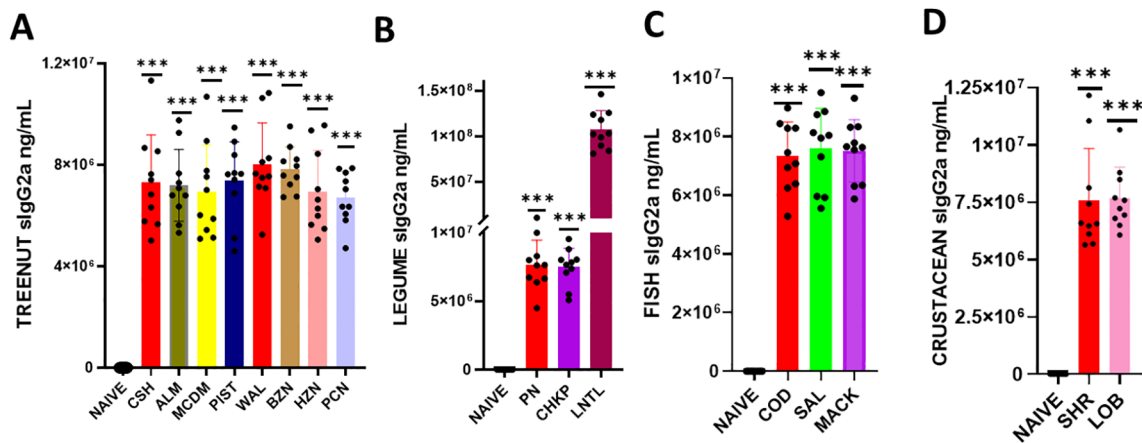 A
TREENUT sIgG2a ng/mL
1.2×10⁷
8×10⁶
4×10⁶
0
*** *** *** *** *** *** *** ***
NAIVE CSH ALM MCDM PIST WAL BZN HZN PCN
B
LEGUME sIgG2a ng/mL
1.5×10⁸
1×10⁸
5×10⁷
1×10⁷
5×10⁶
0
*** *** ***
NAIVE PN CHKP LNTL
C
FISH sIgG2a ng/mL
1×10⁷
8×10⁶
6×10⁶
4×10⁶
2×10⁶
0
*** *** ***
NAIVE COD SAL MACK
D
CRUSTACEAN sIgG2a ng/mL
1.25×10⁷
1×10⁷
7.5×10⁶
5×10⁶
2.5×10⁶
0
*** ***
NAIVE SHR LOB